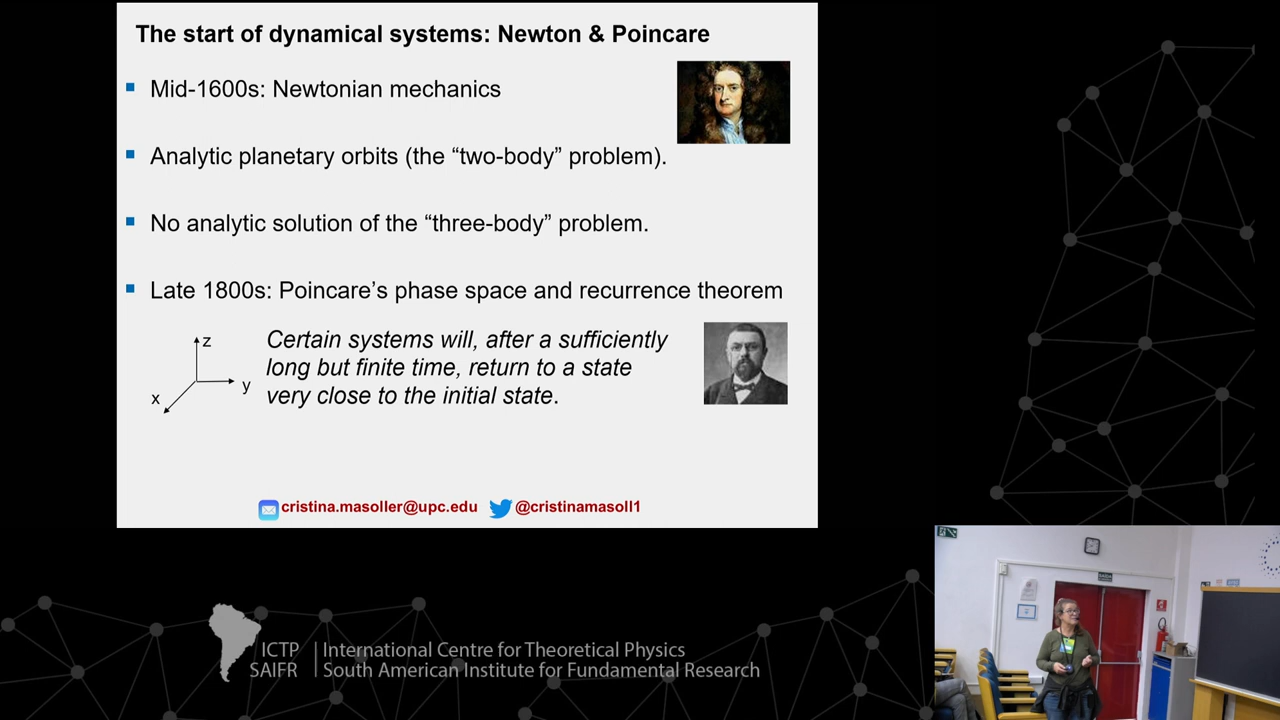 The start of dynamical systems: Newton & Poincare
Mid-1600s: Newtonian mechanics
Analytic planetary orbits (the “two-body” problem).
No analytic solution of the “three-body” problem.
Late 1800s: Poincare’s phase space and recurrence theorem
z
y
x
Certain systems will, after a sufficiently
long but finite time, return to a state
very close to the initial state.
cristina.masoller@upc.edu @cristinamasoll1
ICTP
SAIFR
International Centre for Theoretical Physics
South American Institute for Fundamental Research